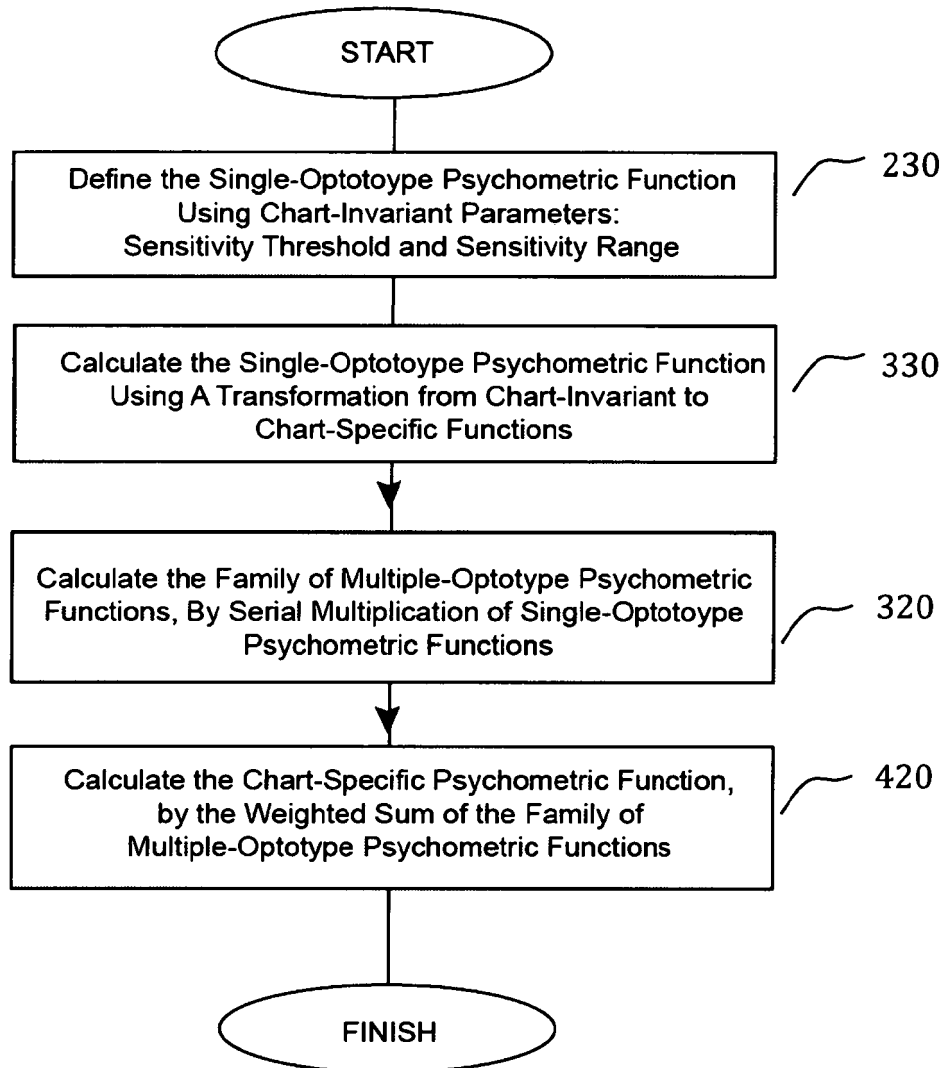 START
Define the Single-Optotoype Psychometric Function
Using Chart-Invariant Parameters:
Sensitivity Threshold and Sensitivity Range
230
Calculate the Single-Optotoype Psychometric Function
Using A Transformation from Chart-Invariant to
Chart-Specific Functions
330
Calculate the Family of Multiple-Optotype Psychometric
Functions, By Serial Multiplication of Single-Optotoype
Psychometric Functions
320
Calculate the Chart-Specific Psychometric Function,
by the Weighted Sum of the Family of
Multiple-Optotype Psychometric Functions
420
FINISH